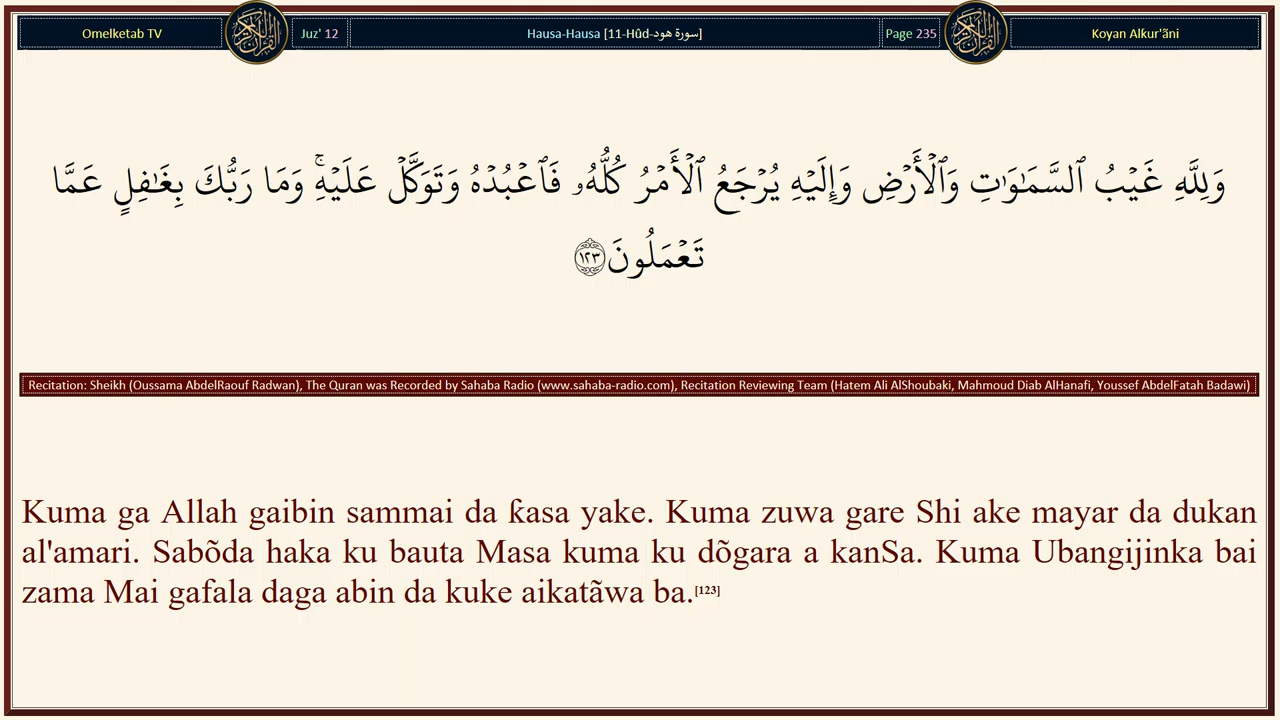 Omelketab TV
Juz' 12
Hausa-Hausa [11-Hûd-سورة هود]
Page 235
Koyan Alƙur'ãni
وَلِلَّهِ غَيۡبُ ٱلسَّمَٰوَٰتِ وَٱلۡأَرۡضِ وَإِلَيۡهِ يُرۡجَعُ ٱلۡأَمۡرُ كُلُّهُۥ فَٱعۡبُدۡهُ وَتَوَكَّلۡ عَلَيۡهِۚ وَمَا رَبُّكَ بِغَٰفِلٍ عَمَّا
تَعۡمَلُونَ ١٢٣
Recitation: Sheikh (Oussama AbdelRaouf Radwan), The Quran was Recorded by Sahaba Radio (www.sahaba-radio.com), Recitation Reviewing Team (Hatem Ali AlShoubaki, Mahmoud Diab AlHanafi, Youssef AbdelFatah Badawi)
Kuma ga Allah gaibin sammai da ƙasa yake. Kuma zuwa gare Shi ake mayar da dukan
al'amari. Sabõda haka ku bauta Masa kuma ku dõgara a kanSa. Kuma Ubangijinka bai
zama Mai gafala daga abin da kuke aikatãwa ba.[123]